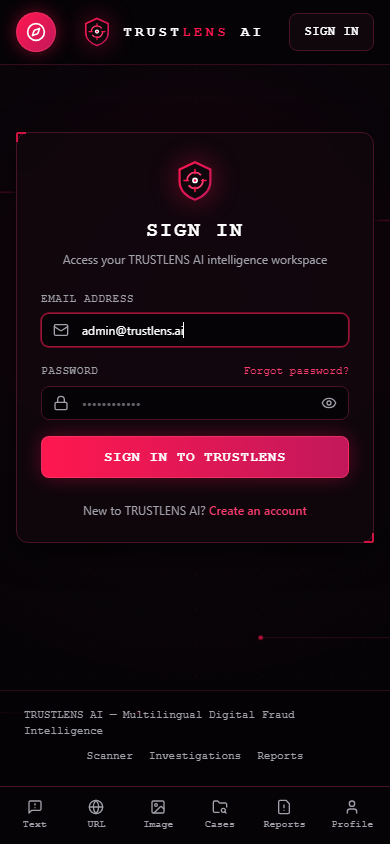 TRUSTLENS AI
SIGN IN
SIGN IN
Access your TRUSTLENS AI intelligence workspace
EMAIL ADDRESS
admin@trustlens.ai
PASSWORD
Forgot password?
••••••••••••
SIGN IN TO TRUSTLENS
New to TRUSTLENS AI? Create an account
TRUSTLENS AI — Multilingual Digital Fraud
Intelligence
Scanner Investigations Reports
Text URL Image Cases Reports Profile